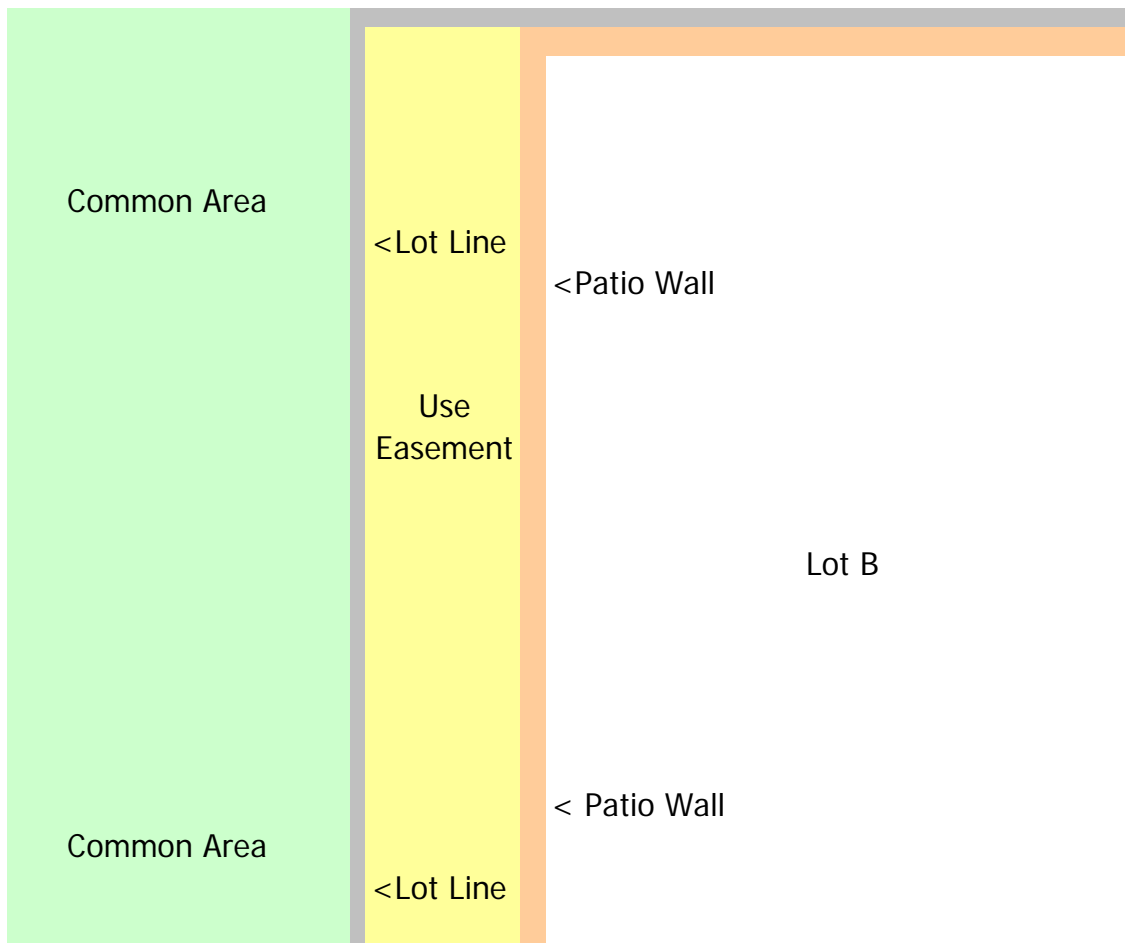 Common Area
<Lot Line
<Patio Wall
Use
Easement
Lot B
< Patio Wall
Common Area
<Lot Line